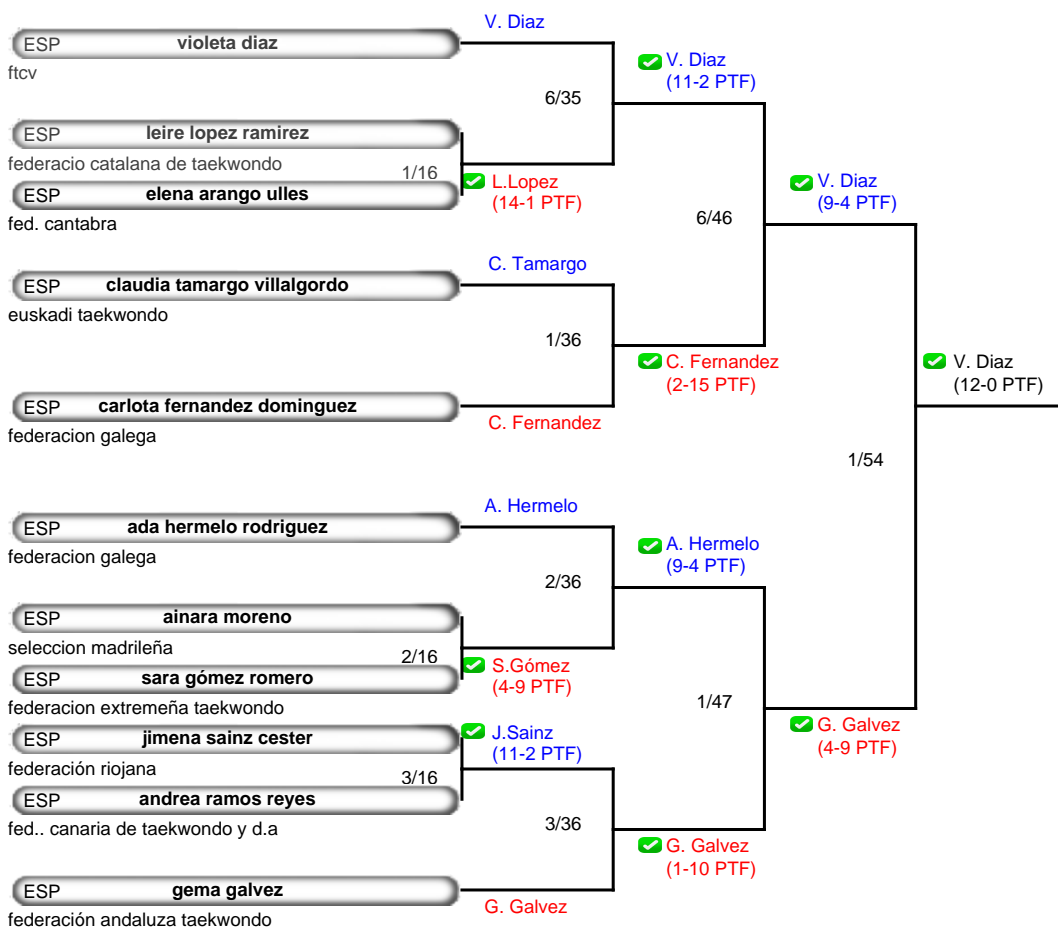 V. Diaz
ESP violeta diaz
ftcv
V. Diaz
(11-2 PTF)
6/35
ESP leire lopez ramirez
federacio catalana de taekwondo
1/16
L.Lopez
(14-1 PTF)
ESP elena arango ulles
fed. cantabra
V. Diaz
(9-4 PTF)
6/46
C. Tamargo
ESP claudia tamargo villalgordo
euskadi taekwondo
1/36
C. Fernandez
(2-15 PTF)
V. Diaz
(12-0 PTF)
ESP carlota fernandez dominguez
federacion galega
C. Fernandez
1/54
A. Hermelo
ESP ada hermelo rodriguez
federacion galega
A. Hermelo
(9-4 PTF)
2/36
ESP ainara moreno
seleccion madrileña
2/16
S.Gómez
(4-9 PTF)
ESP sara gómez romero
federacion extremeña taekwondo
1/47
G. Galvez
(4-9 PTF)
ESP jimena sainz cester
federación riojana
J.Sainz
(11-2 PTF)
3/16
ESP andrea ramos reyes
fed.. canaria de taekwondo y d.a
3/36
G. Galvez
(1-10 PTF)
ESP gema galvez
federación andaluza taekwondo
G. Galvez